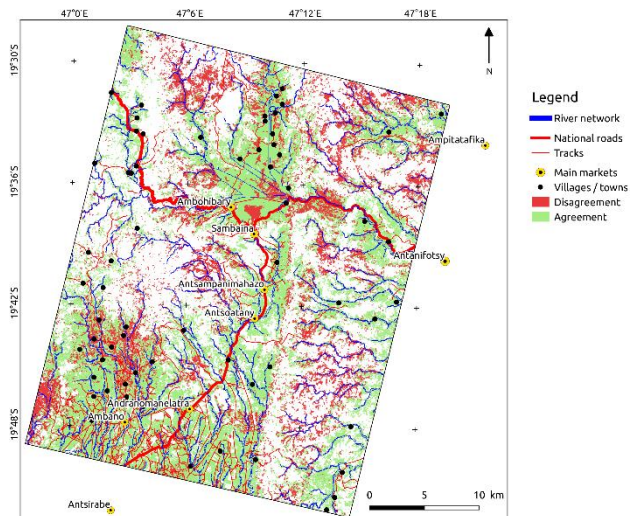 47°0'E
47°6'E
47°12'E
47°18'E
19°30'S
19°36'S
19°42'S
19°48'S
N
Ampitatafika
Ambohibary
Sambaina
Antanifotsy
Antsampanimahazo
Antsoatany
Andranomanelatra
Ambano
Antsirabe
0 5 10 km
Legend
River network
National roads
Tracks
Main markets
Villages / towns
Disagreement
Agreement